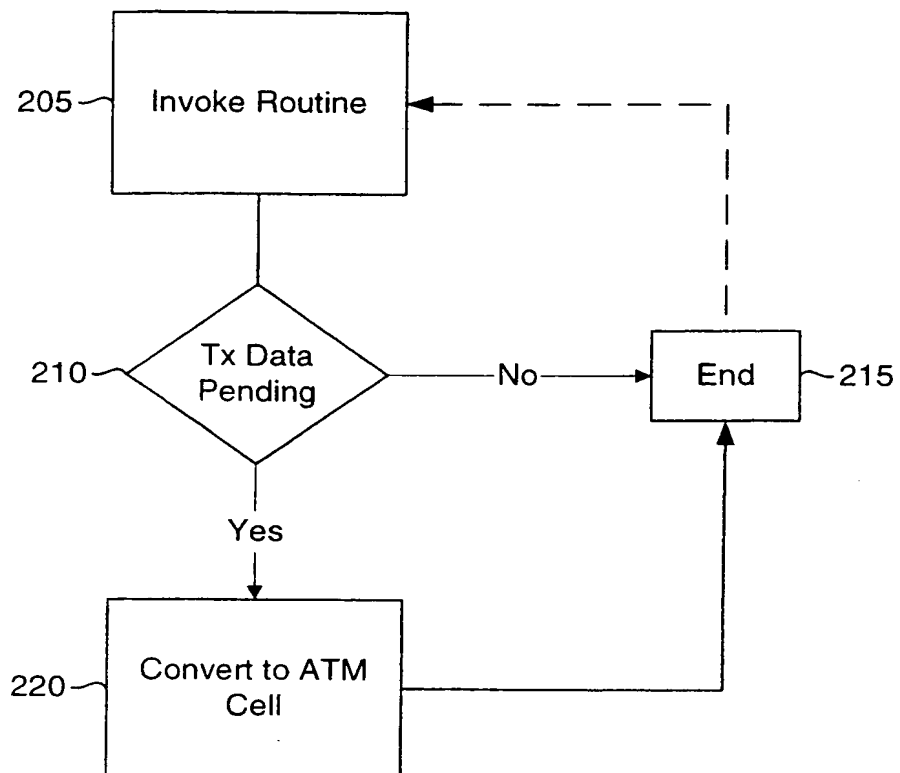 205
Invoke Routine
210
Tx Data
Pending
No
End
215
Yes
220
Convert to ATM
Cell